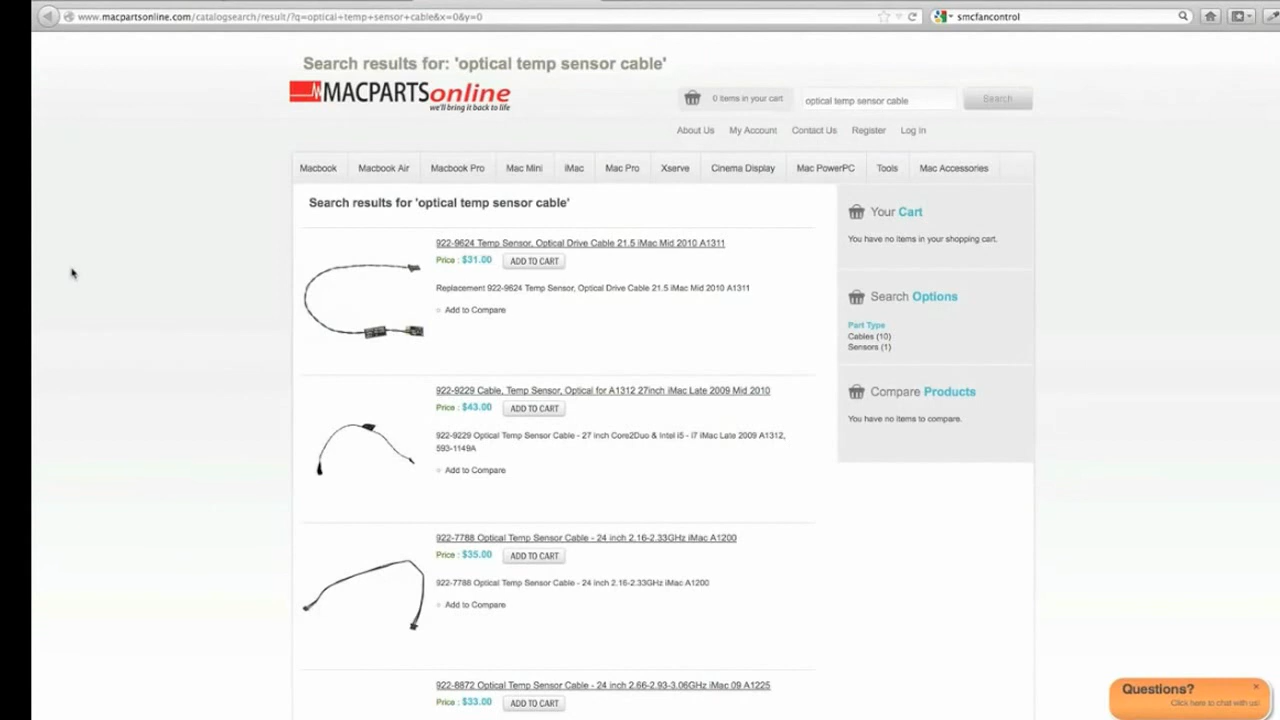 www.macpartsonline.com/catalogsearch/result/?q=optical+temp+sensor+cable&x=0&y=0
smcfancontrol
Search results for: 'optical temp sensor cable'
MACPARTSonline
we'll bring it back to life
0 items in your cart
optical temp sensor cable
Search
About Us My Account Contact Us Register Log in
Macbook Macbook Air Macbook Pro Mac Mini iMac Mac Pro Xserve Cinema Display Mac PowerPC Tools Mac Accessories
Search results for 'optical temp sensor cable'
922-9624 Temp Sensor, Optical Drive Cable 21.5 iMac Mid 2010 A1311
Price : $31.00 ADD TO CART
Replacement 922-9624 Temp Sensor, Optical Drive Cable 21.5 iMac Mid 2010 A1311
Add to Compare
922-9229 Cable, Temp Sensor, Optical for A1312 27inch iMac Late 2009 Mid 2010
Price : $43.00 ADD TO CART
922-9229 Optical Temp Sensor Cable - 27 inch Core2Duo & Intel i5 - i7 iMac Late 2009 A1312,
593-1149A
Add to Compare
922-7788 Optical Temp Sensor Cable - 24 inch 2.16-2.33GHz iMac A1200
Price : $35.00 ADD TO CART
922-7788 Optical Temp Sensor Cable - 24 inch 2.16-2.33GHz iMac A1200
Add to Compare
922-8872 Optical Temp Sensor Cable - 24 inch 2.66-2.93-3.06GHz iMac 09 A1225
Price : $33.00 ADD TO CART
Your Cart
You have no items in your shopping cart.
Search Options
Part Type
Cables (10)
Sensors (1)
Compare Products
You have no items to compare.
Questions?
Click here to chat with us!